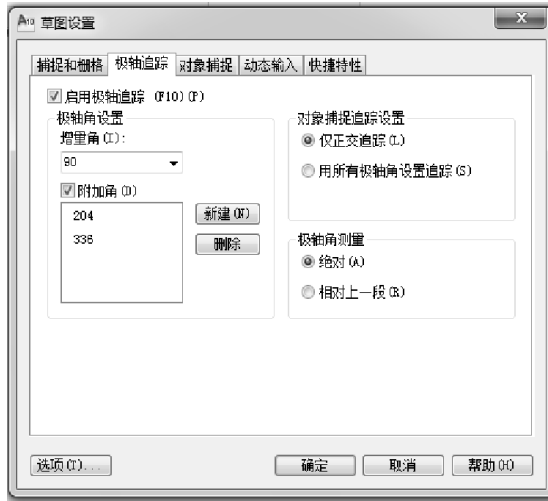 A10 草图设置
捕捉和栅格 极轴追踪 对象捕捉 动态输入 快捷特性
启用极轴追踪 (F10)(P)
极轴角设置
增量角(I):
90
附加角(D)
204
336
新建(N)
删除
对象捕捉追踪设置
仅正交追踪(L)
用所有极轴角设置追踪(S)
极轴角测量
绝对(A)
相对上一段(R)
选项(T)...
确定
取消
帮助(H)